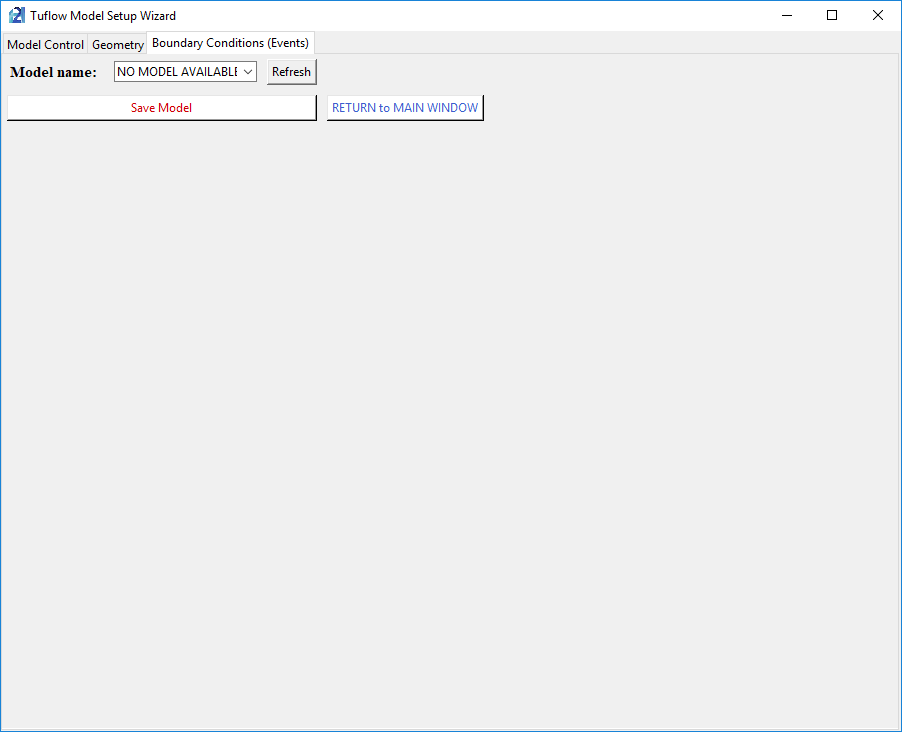 Tuflow Model Setup Wizard
Model Control Geometry Boundary Conditions (Events)
Model name: NO MODEL AVAILABLE Refresh
Save Model RETURN to MAIN WINDOW